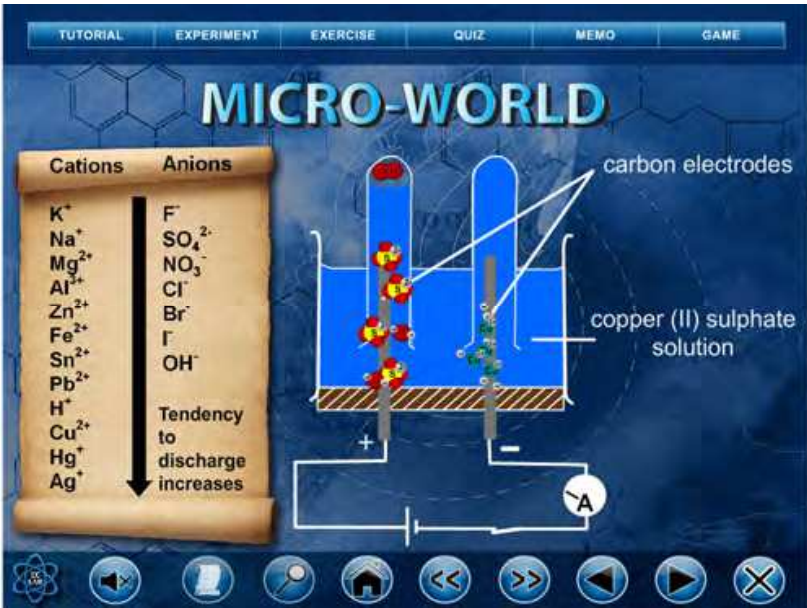 TUTORIAL EXPERIMENT EXERCISE QUIZ MEMO GAME
MICRO-WORLD
Cations Anions
K⁺ F⁻
Na⁺ SO₄²⁻
Mg²⁺ NO₃⁻
Al³⁺ Cl⁻
Zn²⁺ Br⁻
Fe²⁺ I⁻
Sn²⁺ OH⁻
Pb²⁺
H⁺
Cu²⁺
Hg⁺
Ag⁺
Tendency
to
discharge
increases
carbon electrodes
copper (II) sulphate
solution
+ −
A
<< >>